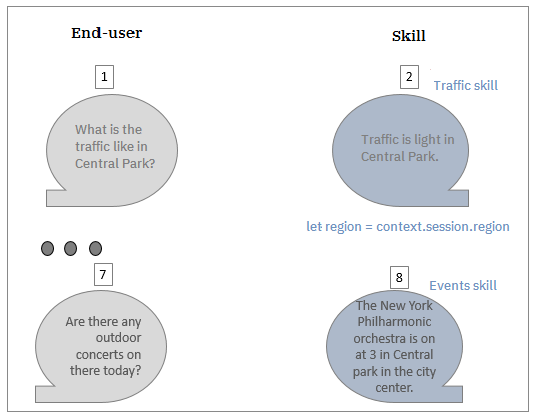 End-user
Skill
1
2
Traffic skill
What is the
traffic like in
Central Park?
Traffic is light in
Central Park.
let region = context.session.region
7
8
Events skill
Are there any
outdoor
concerts on
there today?
The New York
Philharmonic
orchestra is on
at 3 in Central
park in the city
center.